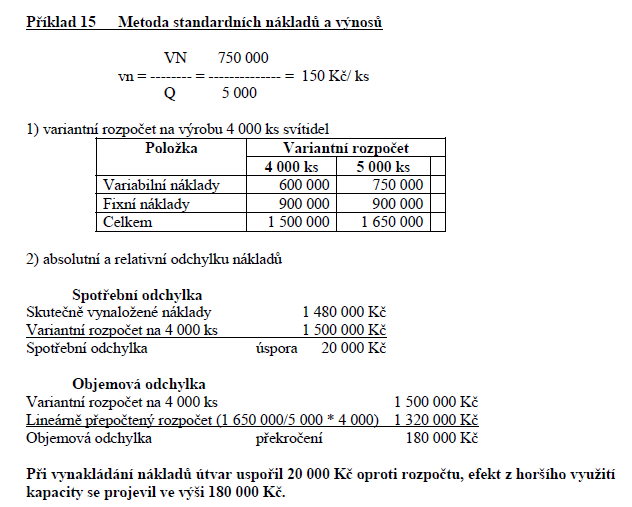 Příklad 15 Metoda standardních nákladů a výnosů
VN 750 000
vn = -------- = -------------- = 150 Kč/ ks
Q 5 000
1) variantní rozpočet na výrobu 4 000 ks svítidel
Položka Variantní rozpočet
4 000 ks 5 000 ks
Variabilní náklady 600 000 750 000
Fixní náklady 900 000 900 000
Celkem 1 500 000 1 650 000
2) absolutní a relativní odchylku nákladů
Spotřební odchylka
Skutečně vynaložené náklady 1 480 000 Kč
Variantní rozpočet na 4 000 ks 1 500 000 Kč
Spotřební odchylka úspora 20 000 Kč
Objemová odchylka
Variantní rozpočet na 4 000 ks 1 500 000 Kč
Lineárně přepočtený rozpočet (1 650 000/5 000 * 4 000) 1 320 000 Kč
Objemová odchylka překročení 180 000 Kč
Při vynakládání nákladů útvar uspořil 20 000 Kč oproti rozpočtu, efekt z horšího využití
kapacity se projevil ve výši 180 000 Kč.